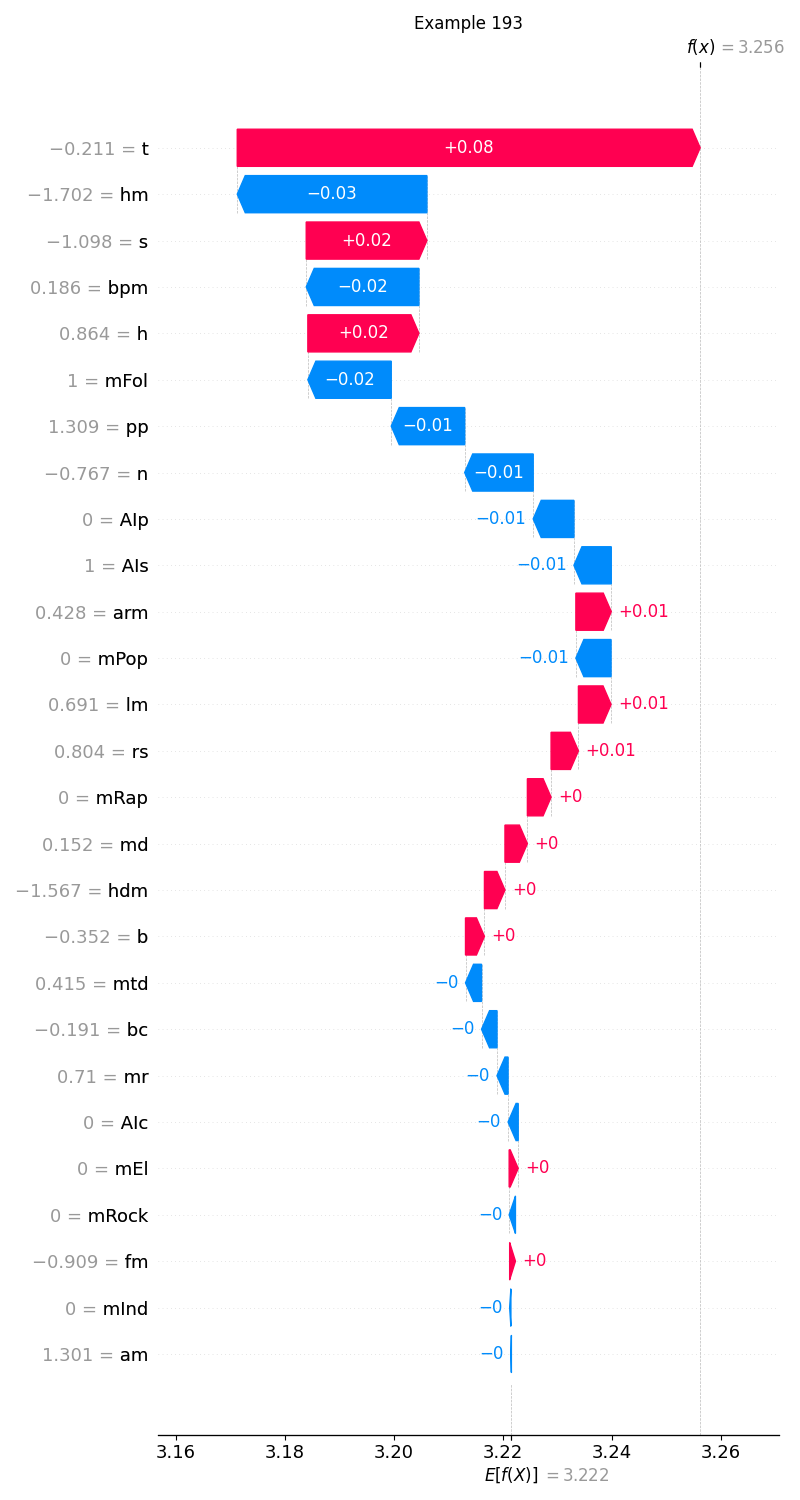 Example 193
f(x) = 3.256
−0.211 = t +0.08
−1.702 = hm −0.03
−1.098 = s +0.02
0.186 = bpm −0.02
0.864 = h +0.02
1 = mFol −0.02
1.309 = pp −0.01
−0.767 = n −0.01
0 = AIp −0.01
1 = AIs −0.01
0.428 = arm +0.01
0 = mPop −0.01
0.691 = lm +0.01
0.804 = rs +0.01
0 = mRap +0
0.152 = md +0
−1.567 = hdm +0
−0.352 = b +0
0.415 = mtd −0
−0.191 = bc −0
0.71 = mr −0
0 = AIc −0
0 = mEl +0
0 = mRock −0
−0.909 = fm +0
0 = mInd −0
1.301 = am −0
3.16 3.18 3.20 3.22 3.24 3.26
E[f(X)] = 3.222